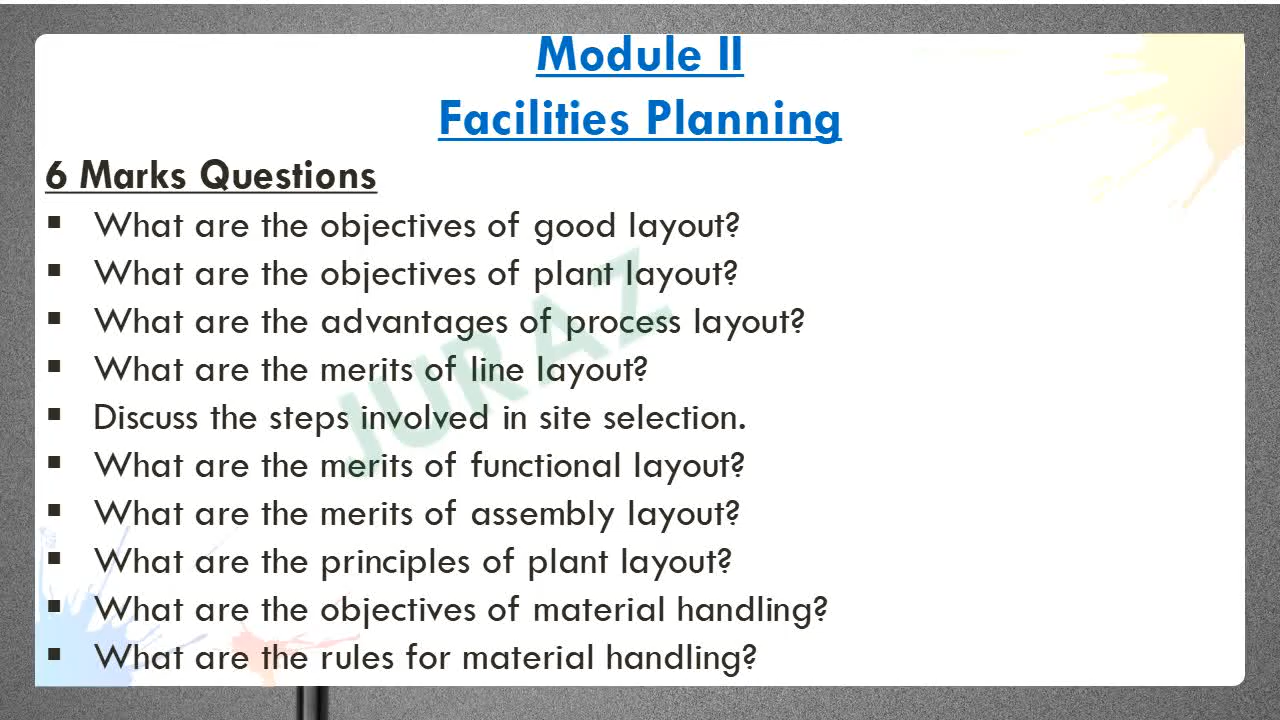 Module II
Facilities Planning
6 Marks Questions
▪ What are the objectives of good layout?
▪ What are the objectives of plant layout?
▪ What are the advantages of process layout?
▪ What are the merits of line layout?
▪ Discuss the steps involved in site selection.
▪ What are the merits of functional layout?
▪ What are the merits of assembly layout?
▪ What are the principles of plant layout?
▪ What are the objectives of material handling?
▪ What are the rules for material handling?
JURAZ